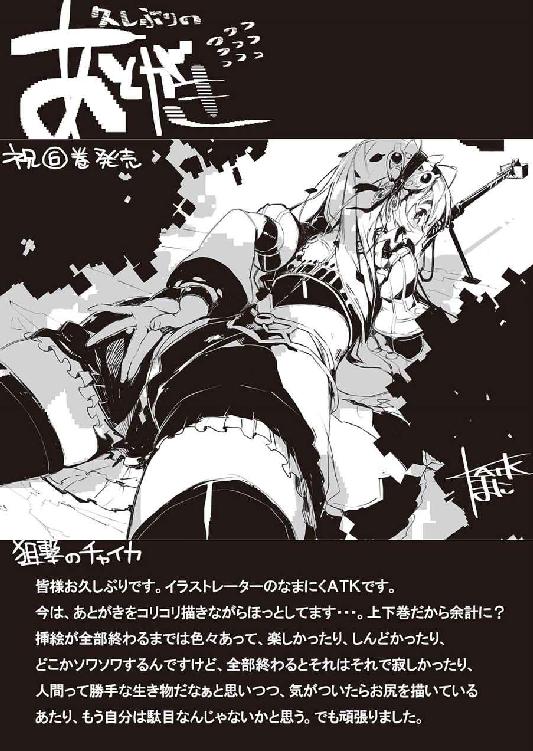 久しぶりの
あとがき
祝⑥巻発売
狙撃のチャイカ
皆様お久しぶりです。イラストレーターのなまにくATKです。
今は、あとがきをコリコリ描きながらほっとしてます・・・。上下巻だから余計に？
挿絵が全部終わるまでは色々あって、楽しかったり、しんどかったり、
どこかソワソワするんですけど、全部終わるとそれはそれで寂しかったり、
人間って勝手な生き物だなぁと思いつつ、気がついたらお尻を描いている
あたり、もう自分は駄目なんじゃないかと思う。でも頑張りました。